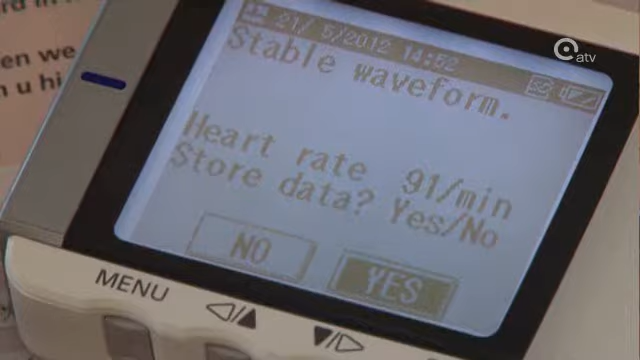 21/ 5/2012 14:52
atv
Stable waveform.
Heart rate 91/min
Store data? Yes/No
NO YES
MENU